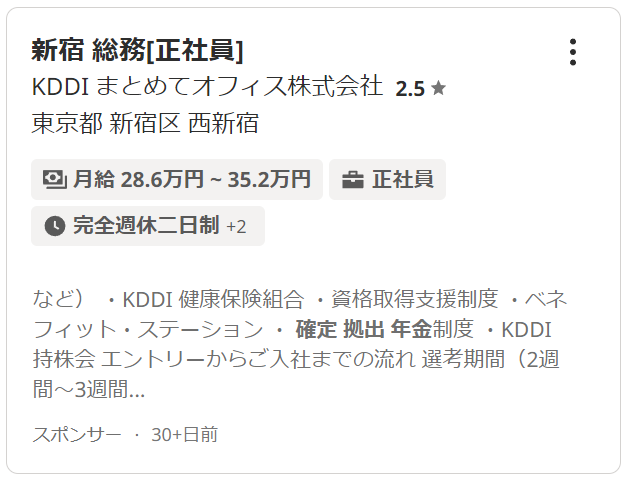 新宿 総務[正社員]
KDDI まとめてオフィス株式会社 2.5 ★
東京都 新宿区 西新宿
月給 28.6万円 ~ 35.2万円 正社員
完全週休二日制 +2
など） ・KDDI 健康保険組合 ・資格取得支援制度 ・ベネ
フィット・ステーション ・ 確定 拠出 年金制度 ・KDDI
持株会 エントリーからご入社までの流れ 選考期間（2週
間～3週間...
スポンサー ・ 30+日前